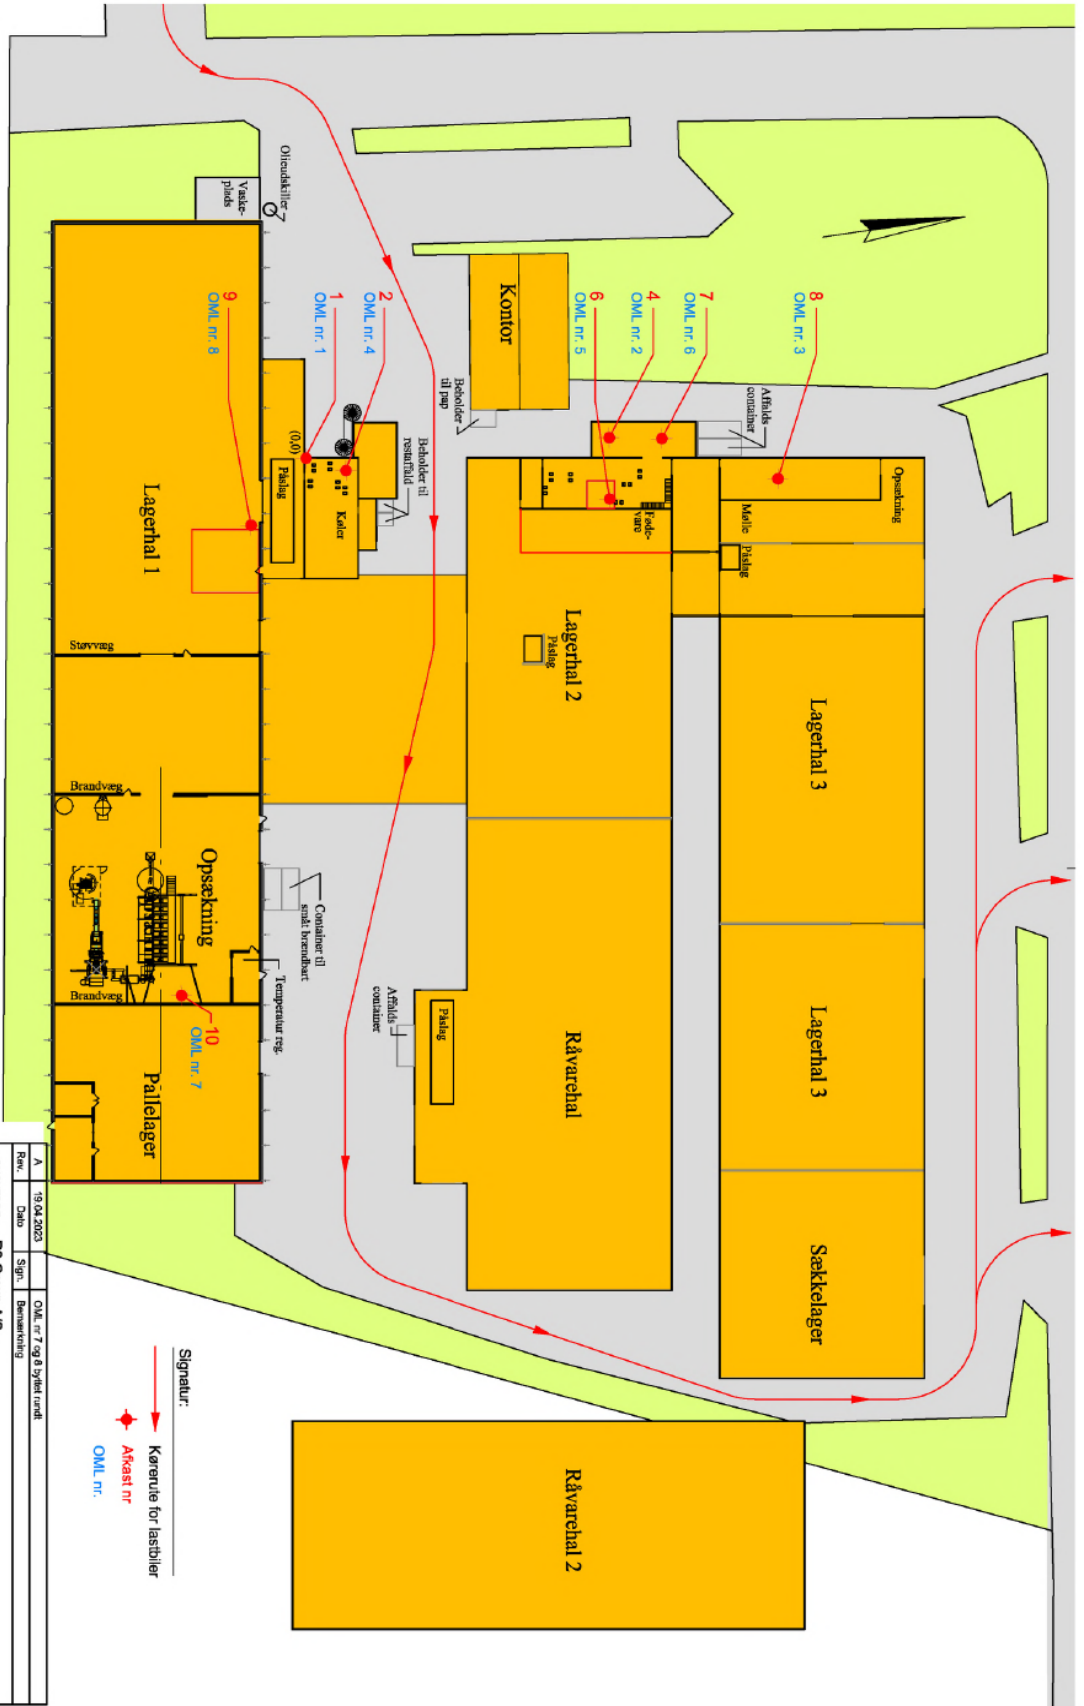 Olieudskiller
Vaske-
plads
Kontor
9
OML nr. 8
1
OML nr. 1
2
OML nr. 4
6
OML nr. 5
4
OML nr. 2
7
OML nr. 6
8
OML nr. 3
Beholder
til pap
Affalds
container
Beholder til
restaffald
(0,0)
Påslag
Køler
Lagerhal 1
Føde-
vare
Mølle
Opsækning
Påslag
Lagerhal 2
Påslag
Lagerhal 3
Støvvæg
Brandvæg
Opsækning
Container til
småt brændbart
Temperatur reg.
Brandvæg
10
OML nr. 7
Affalds
container
Påslag
Råvarehal
Lagerhal 3
Pallelager
Sækkelager
Råvarehal 2
Signatur:
Kørerute for lastbiler
Afkast nr
OML nr.
A 19.04.2023 OML nr 7 og 8 byttet rundt
Rev. Dato Sign. Bemærkning